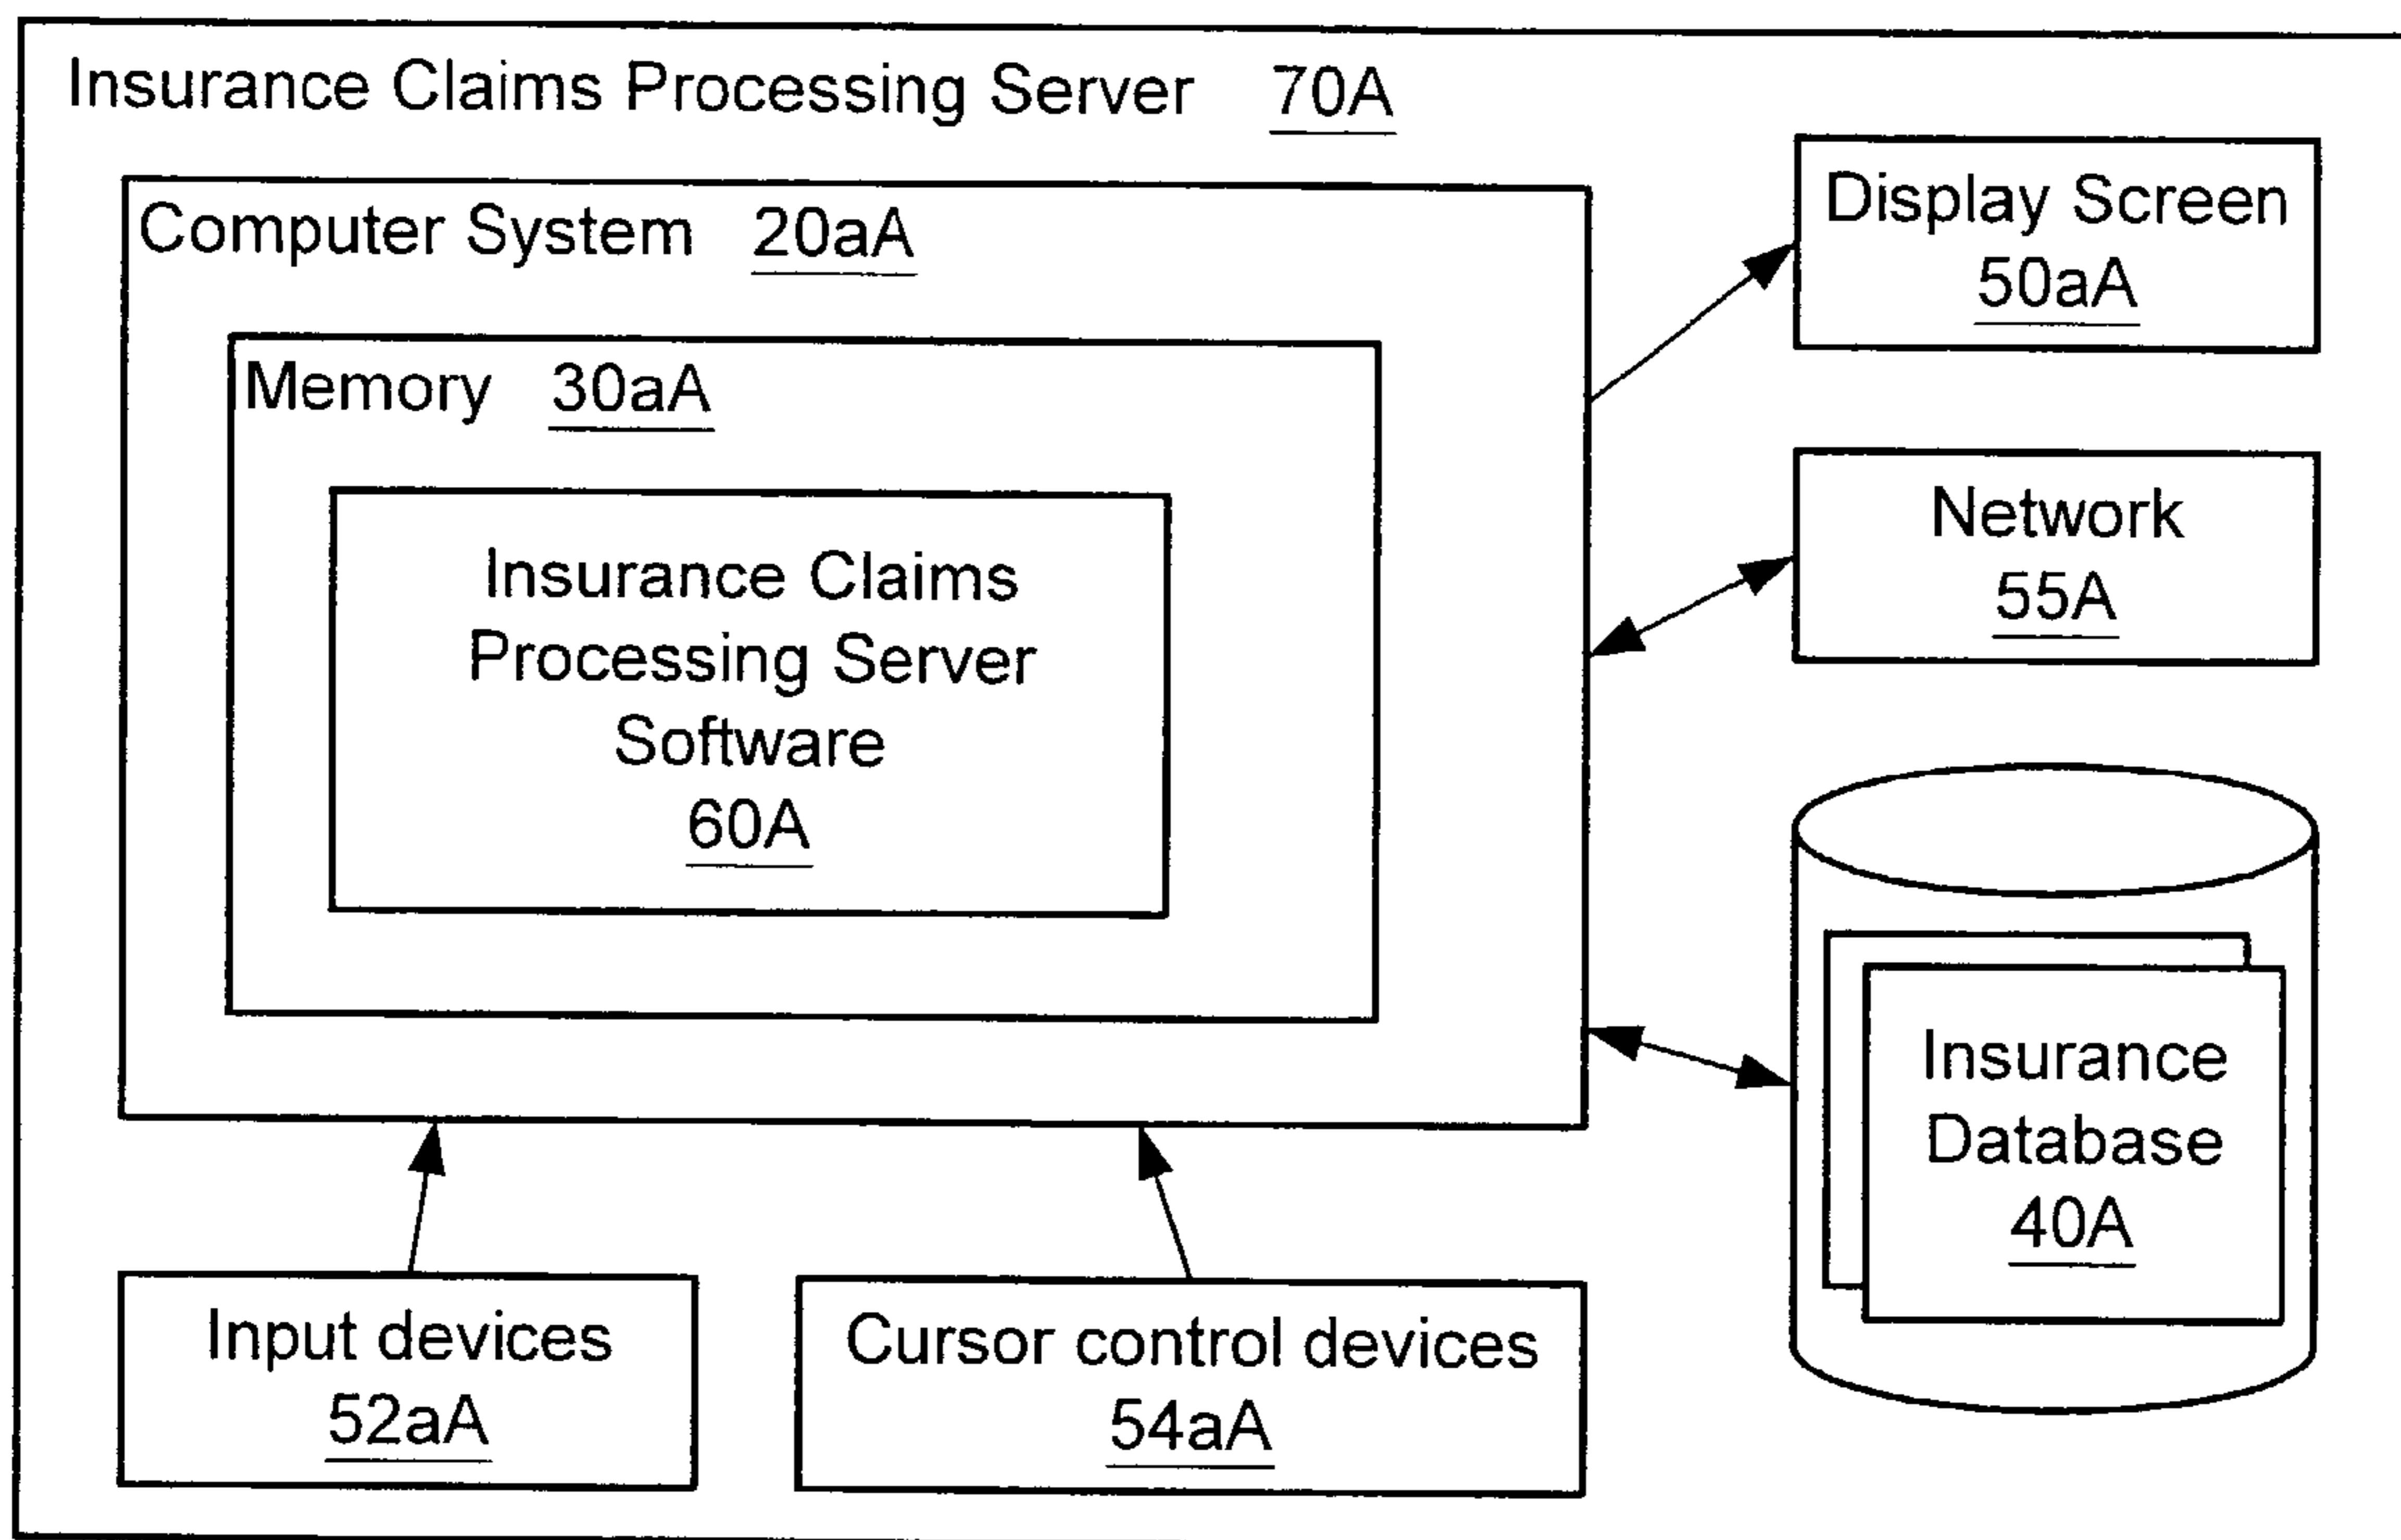 Insurance Claims Processing Server 70A
Computer System 20aA
Memory 30aA
Insurance Claims
Processing Server
Software
60A
Display Screen
50aA
Network
55A
Insurance
Database
40A
Input devices
52aA
Cursor control devices
54aA